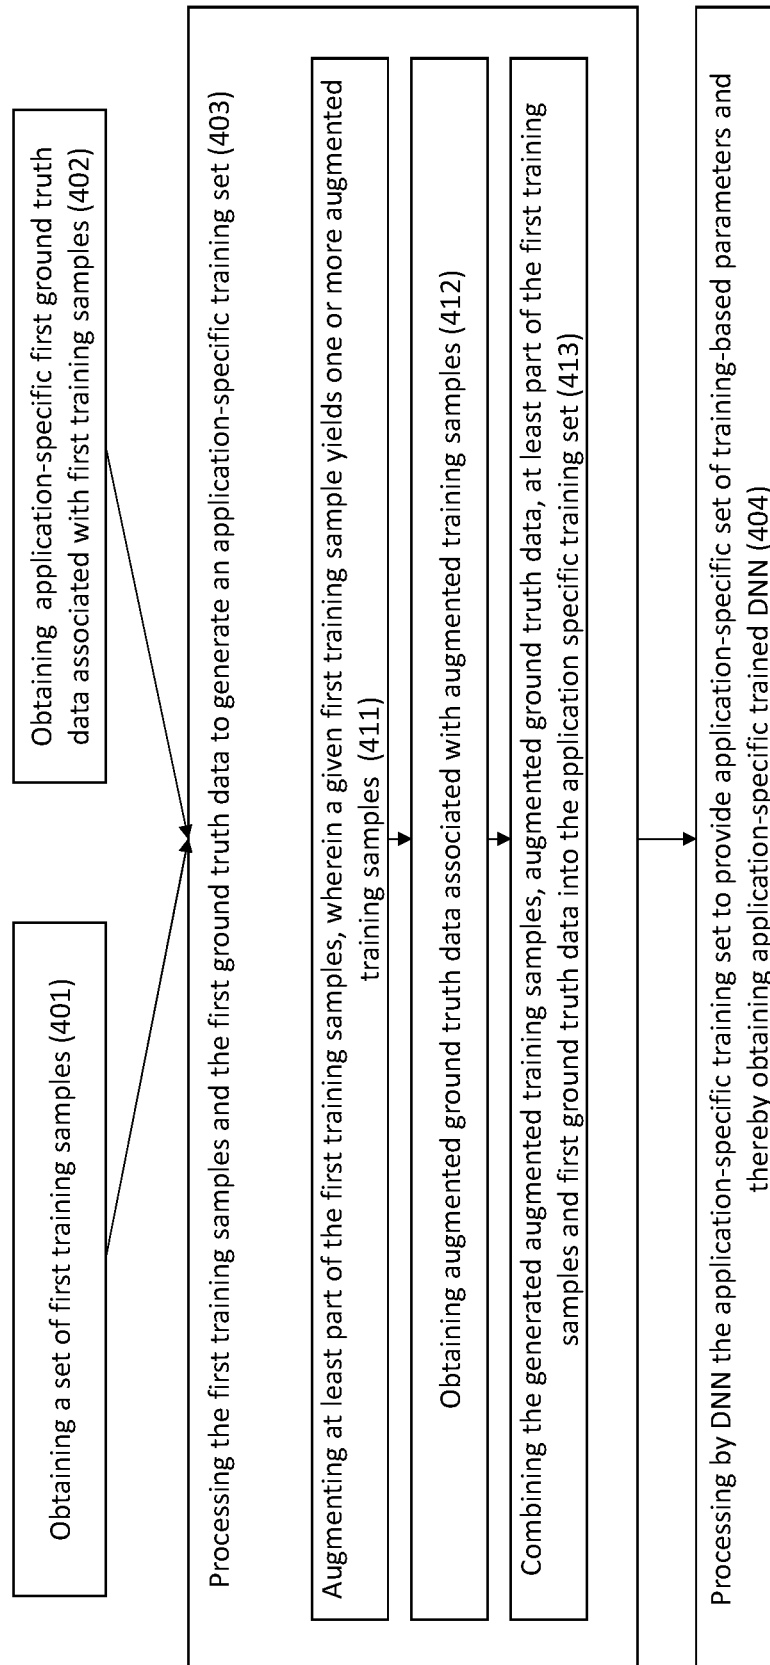 Obtaining a set of first training samples (401)
Obtaining application-specific first ground truth
data associated with first training samples (402)
Processing the first training samples and the first ground truth data to generate an application-specific training set (403)
Augmenting at least part of the first training samples, wherein a given first training sample yields one or more augmented
training samples (411)
Obtaining augmented ground truth data associated with augmented training samples (412)
Combining the generated augmented training samples, augmented ground truth data, at least part of the first training
samples and first ground truth data into the application specific training set (413)
Processing by DNN the application-specific training set to provide application-specific set of training-based parameters and
thereby obtaining application-specific trained DNN (404)